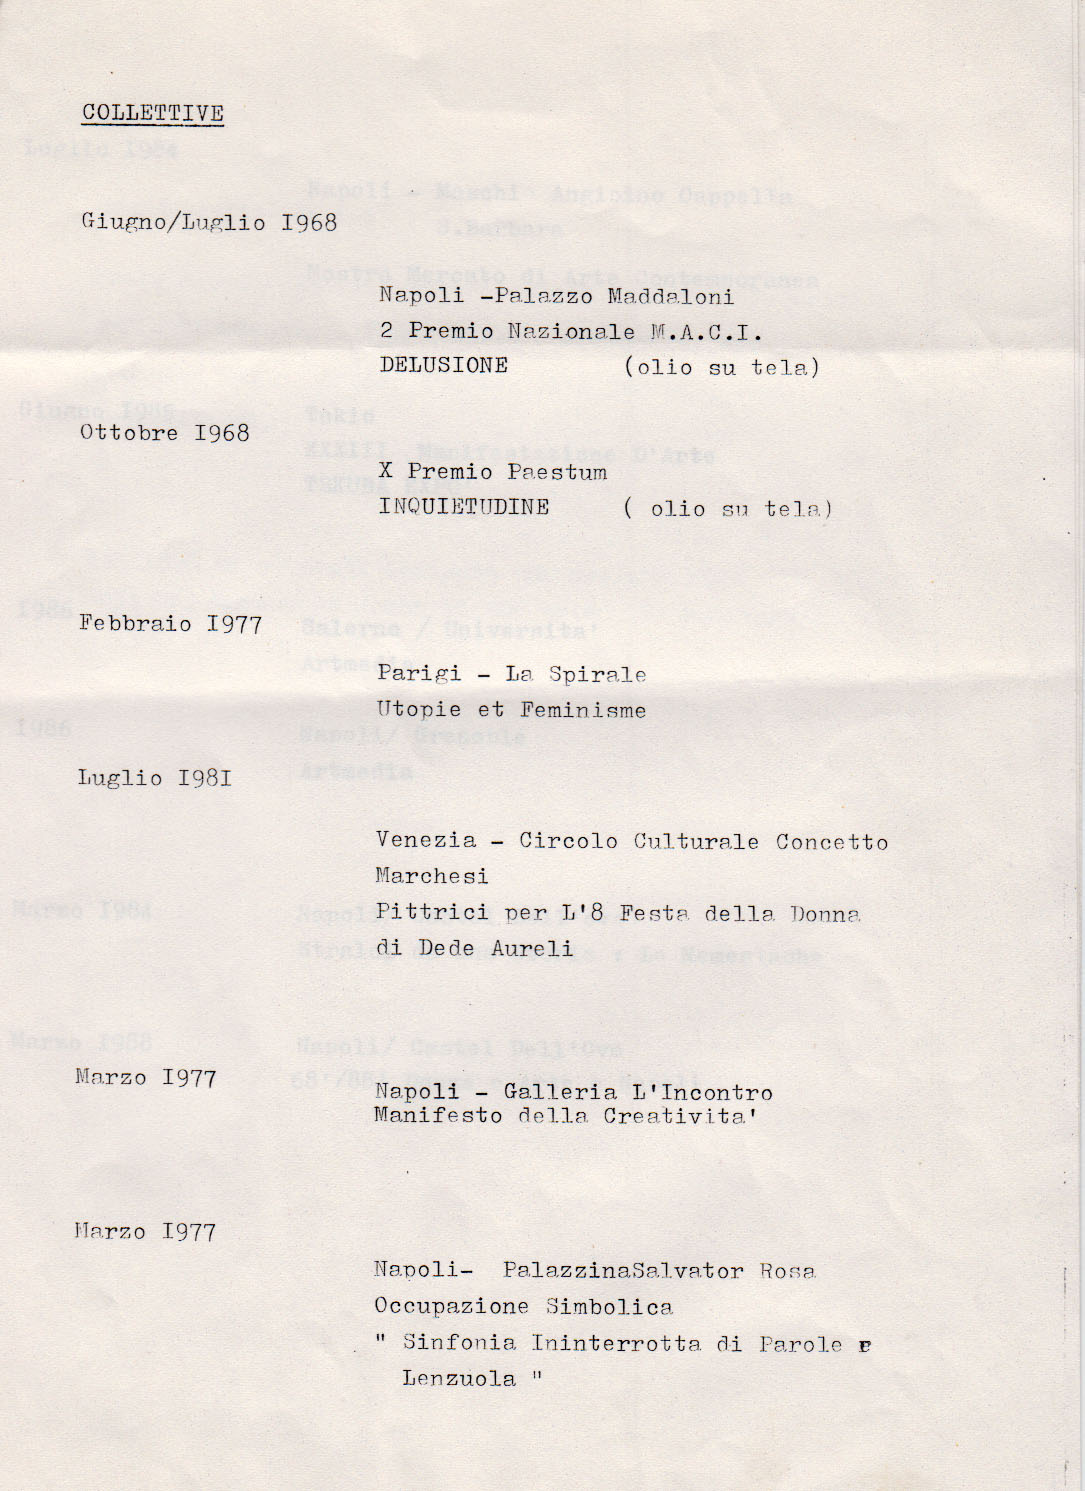 COLLETTIVE
Giugno/Luglio I968
Napoli -Palazzo Maddaloni
2 Premio Nazionale M.A.C.I.
DELUSIONE (olio su tela)
Ottobre I968
X Premio Paestum
INQUIETUDINE ( olio su tela)
Febbraio I977
Parigi - La Spirale
Utopie et Feminisme
Luglio I98I
Venezia - Circolo Culturale Concetto
Marchesi
Pittrici per L'8 Festa della Donna
di Dede Aureli
Marzo I977
Napoli - Galleria L'Incontro
Manifesto della Creativita'
Marzo I977
Napoli- PalazzinaSalvator Rosa
Occupazione Simbolica
" Sinfonia Ininterrotta di Parole E
Lenzuola "